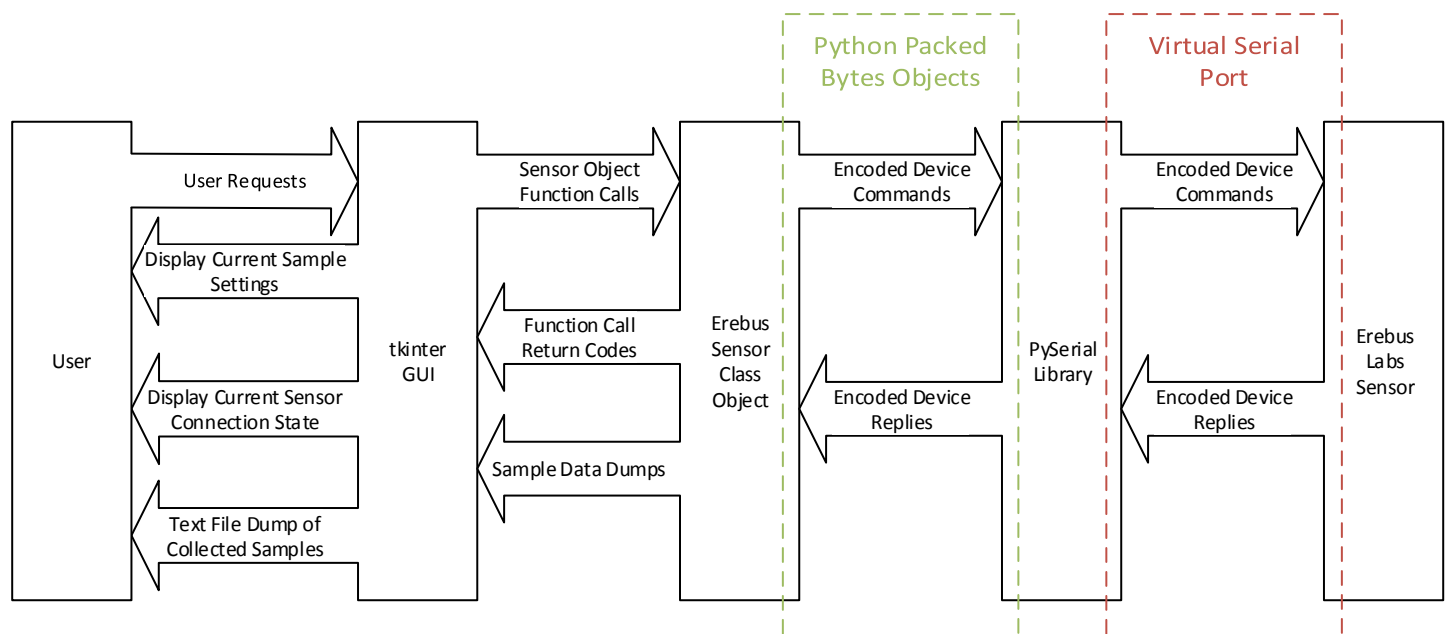 Python Packed
Bytes Objects
Virtual Serial
Port
User Requests
Sensor Object
Function Calls
Encoded Device
Commands
Encoded Device
Commands
Display Current Sample
Settings
Function Call
Return Codes
User
tkinter
GUI
Erebus
Sensor
Class
Object
PySerial
Library
Erebus
Labs
Sensor
Display Current Sensor
Connection State
Encoded Device
Replies
Encoded Device
Replies
Sample Data Dumps
Text File Dump of
Collected Samples